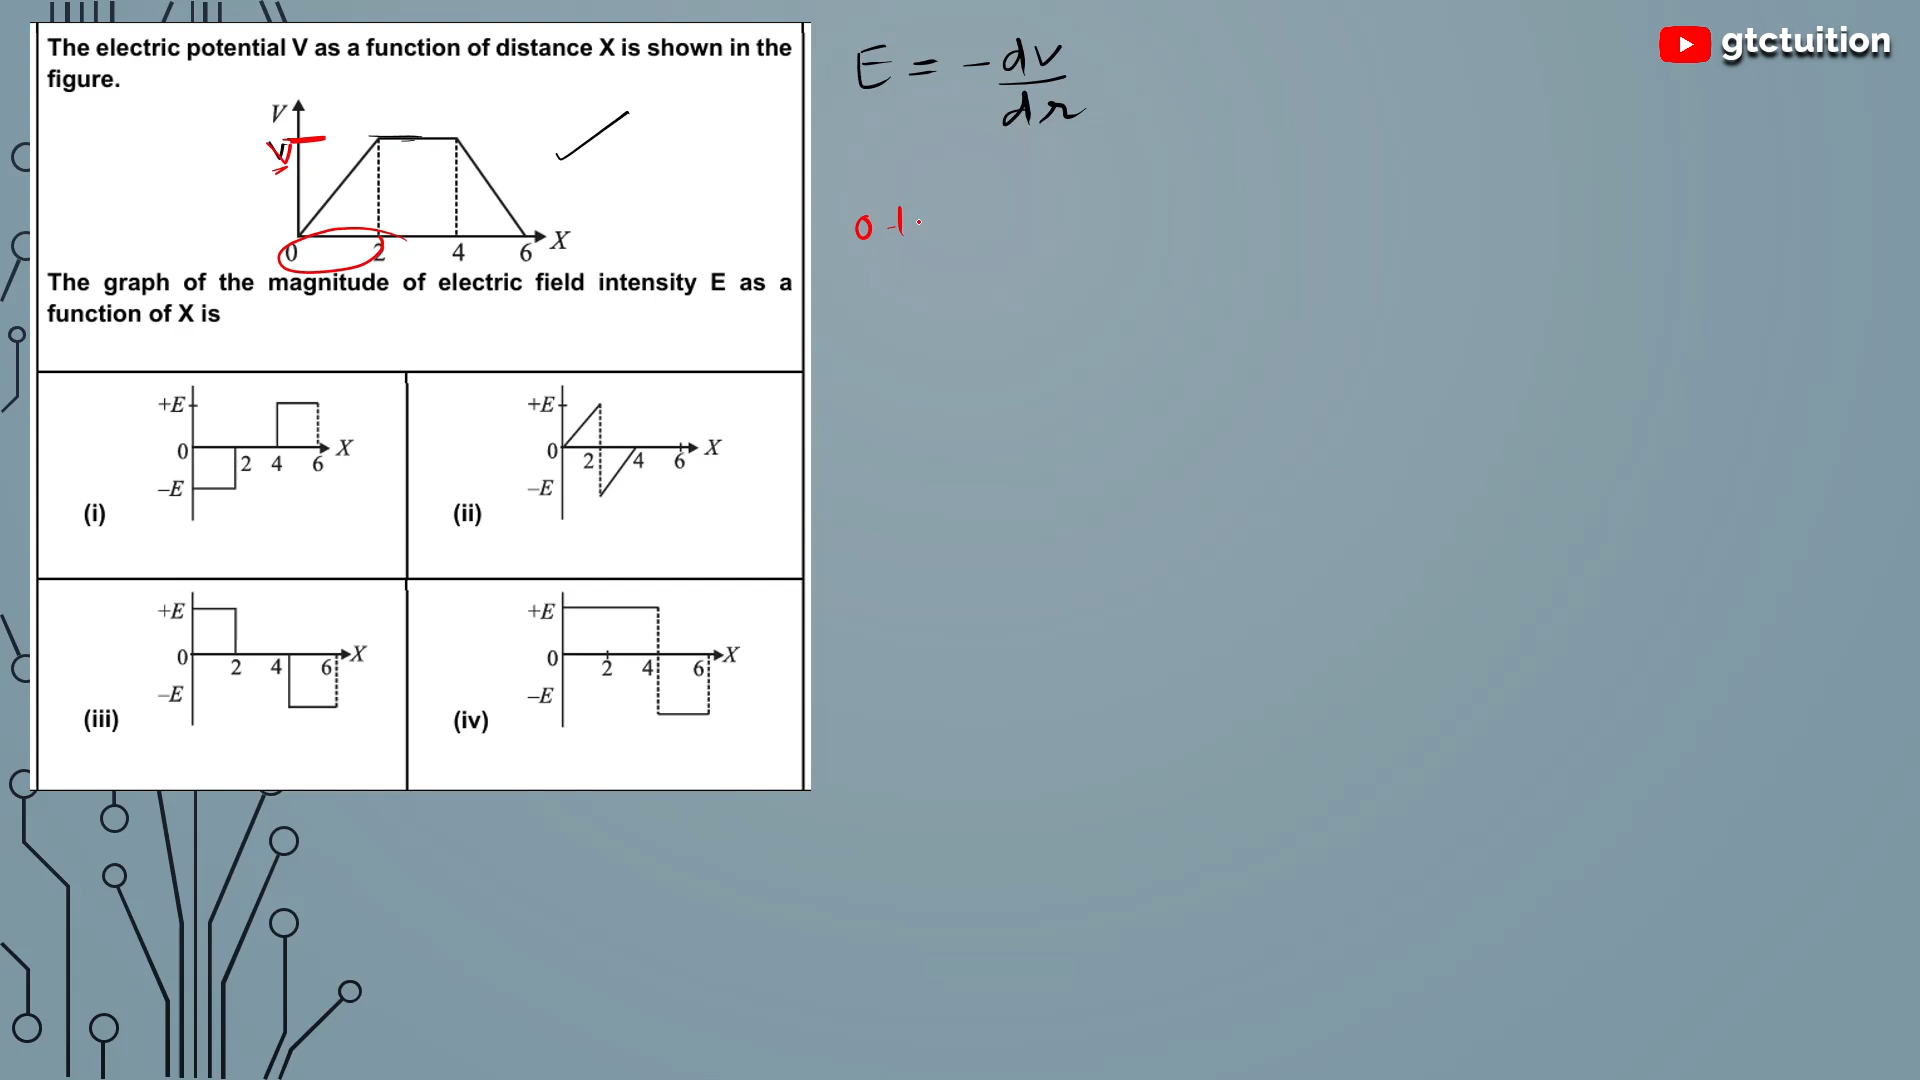 gtctuition
The electric potential V as a function of distance X is shown in the
figure.
V
V
0 2 4 6 X
The graph of the magnitude of electric field intensity E as a
function of X is
+E
0 2 4 6 X
–E
(i)
+E
0 2 4 6 X
–E
(ii)
+E
0 2 4 6 X
–E
(iii)
+E
0 2 4 6 X
–E
(iv)
E = - dv
dr
0 -